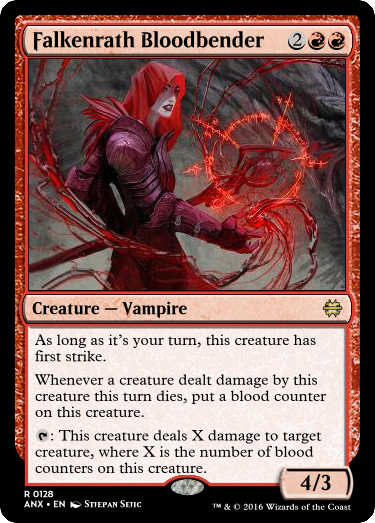 Falkenrath Bloodbender 2
Creature — Vampire
As long as it's your turn, this creature has
first strike.
Whenever a creature dealt damage by this
creature this turn dies, put a blood counter
on this creature.
: This creature deals X damage to target
creature, where X is the number of blood
counters on this creature.
4/3
R 0128
ANX • EN Stjepan Sejic
™ & © 2016 Wizards of the Coast